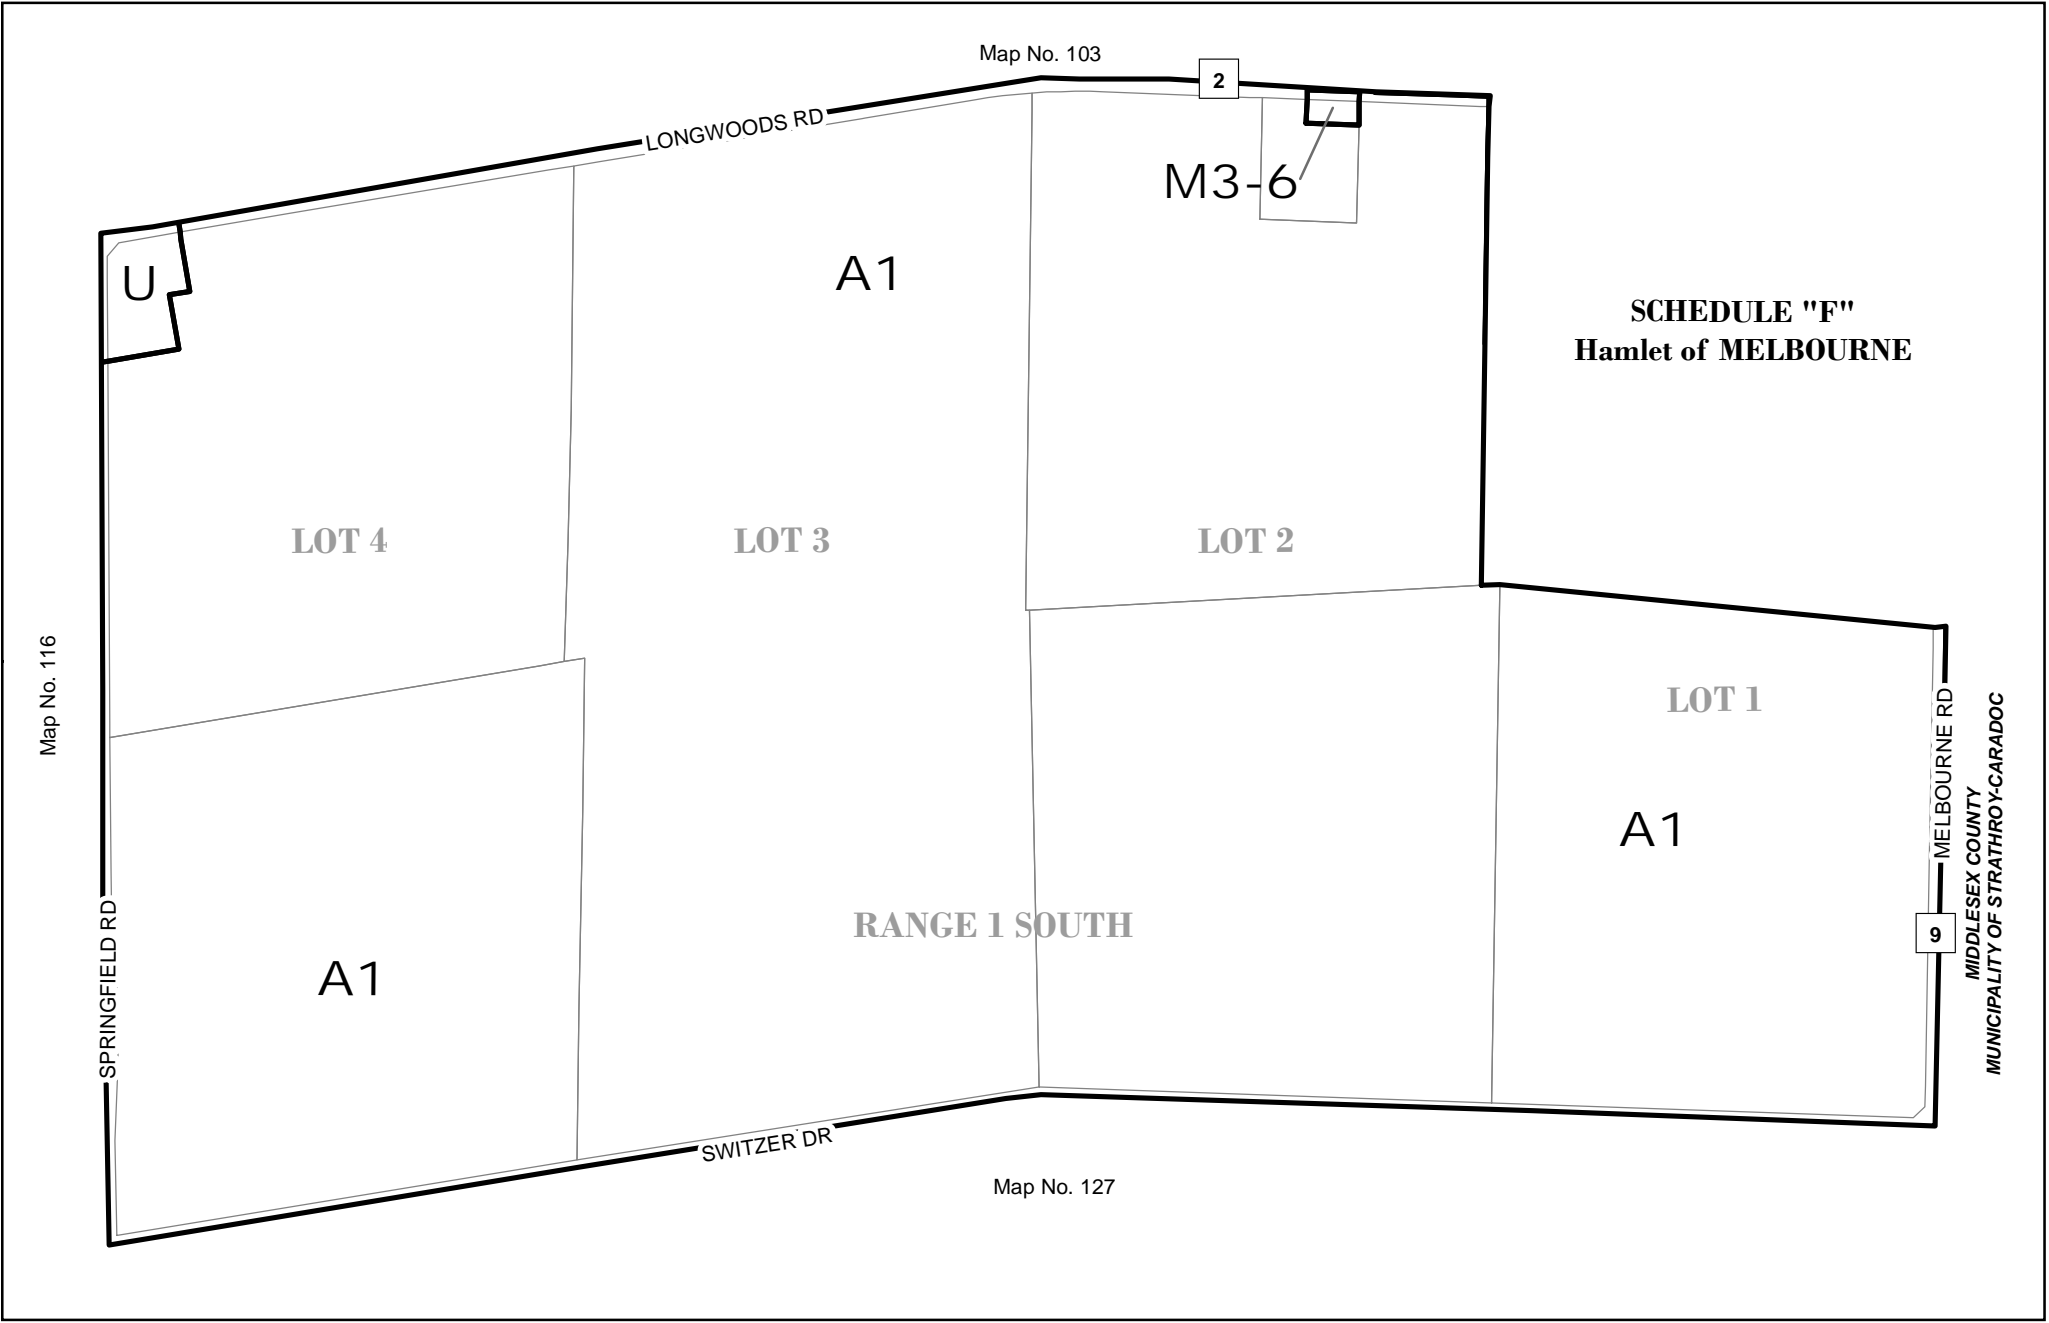 Map No. 103
2
LONGWOODS RD
M3-6
U
A1
SCHEDULE "F"
Hamlet of MELBOURNE
LOT 4
LOT 3
LOT 2
Map No. 116
LOT 1
MELBOURNE RD
MIDDLESEX COUNTY
MUNICIPALITY OF STRATHROY-CARADOC
A1
RANGE 1 SOUTH
9
SPRINGFIELD RD
A1
SWITZER DR
Map No. 127